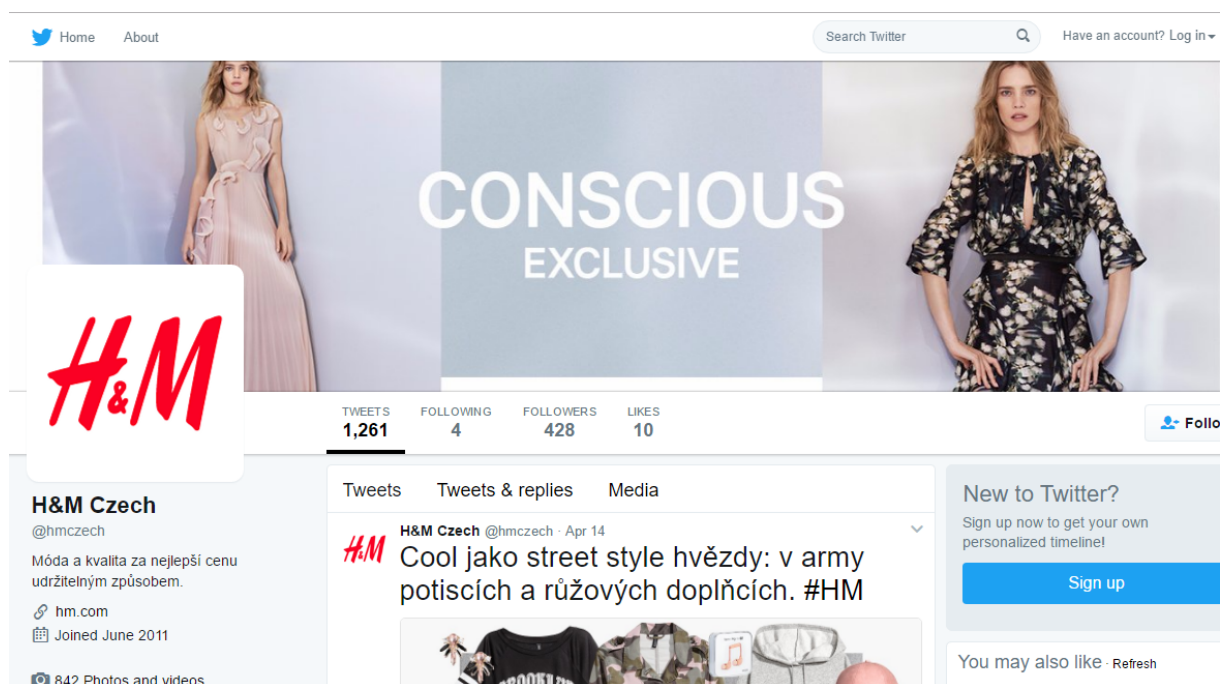 Home About Search Twitter Have an account? Log in
CONSCIOUS
EXCLUSIVE
H&M
TWEETS FOLLOWING FOLLOWERS LIKES
1,261 4 428 10
Follo
H&M Czech
@hmczech
Móda a kvalita za nejlepší cenu
udržitelným způsobem.
hm.com
Joined June 2011
842 Photos and videos
Tweets Tweets & replies Media
H&M
H&M Czech @hmczech · Apr 14
Cool jako street style hvězdy: v army
potiscích a růžových doplňcích. #HM
BROOKLYN
New to Twitter?
Sign up now to get your own
personalized timeline!
Sign up
You may also like · Refresh